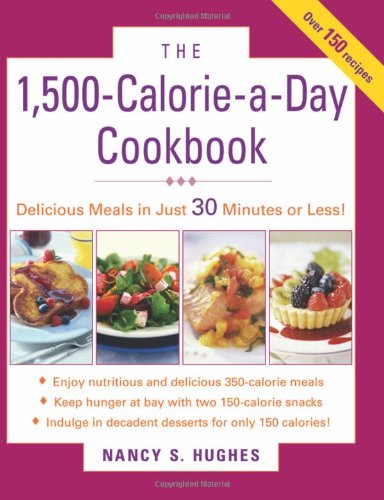 Over 150 recipes
THE
1,500-Calorie-a-Day
Cookbook
Delicious Meals in Just 30 Minutes or Less!
Enjoy nutritious and delicious 350-calorie meals
Keep hunger at bay with two 150-calorie snacks
Indulge in decadent desserts for only 150 calories!
NANCY S. HUGHES